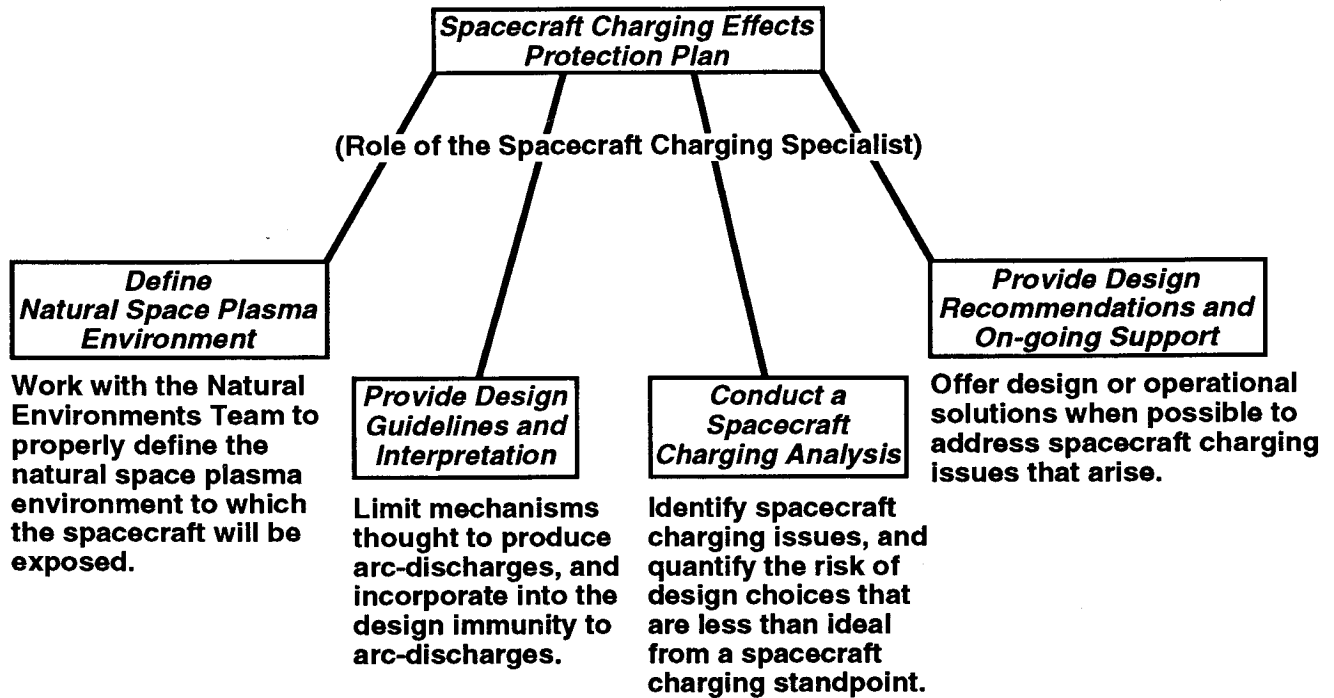 Spacecraft Charging Effects
Protection Plan
(Role of the Spacecraft Charging Specialist)
Define
Natural Space Plasma
Environment
Work with the Natural
Environments Team to
properly define the
natural space plasma
environment to which
the spacecraft will be
exposed.
Provide Design
Guidelines and
Interpretation
Limit mechanisms
thought to produce
arc-discharges, and
incorporate into the
design immunity to
arc-discharges.
Conduct a
Spacecraft
Charging Analysis
Identify spacecraft
charging issues, and
quantify the risk of
design choices that
are less than ideal
from a spacecraft
charging standpoint.
Provide Design
Recommendations and
On-going Support
Offer design or operational
solutions when possible to
address spacecraft charging
issues that arise.